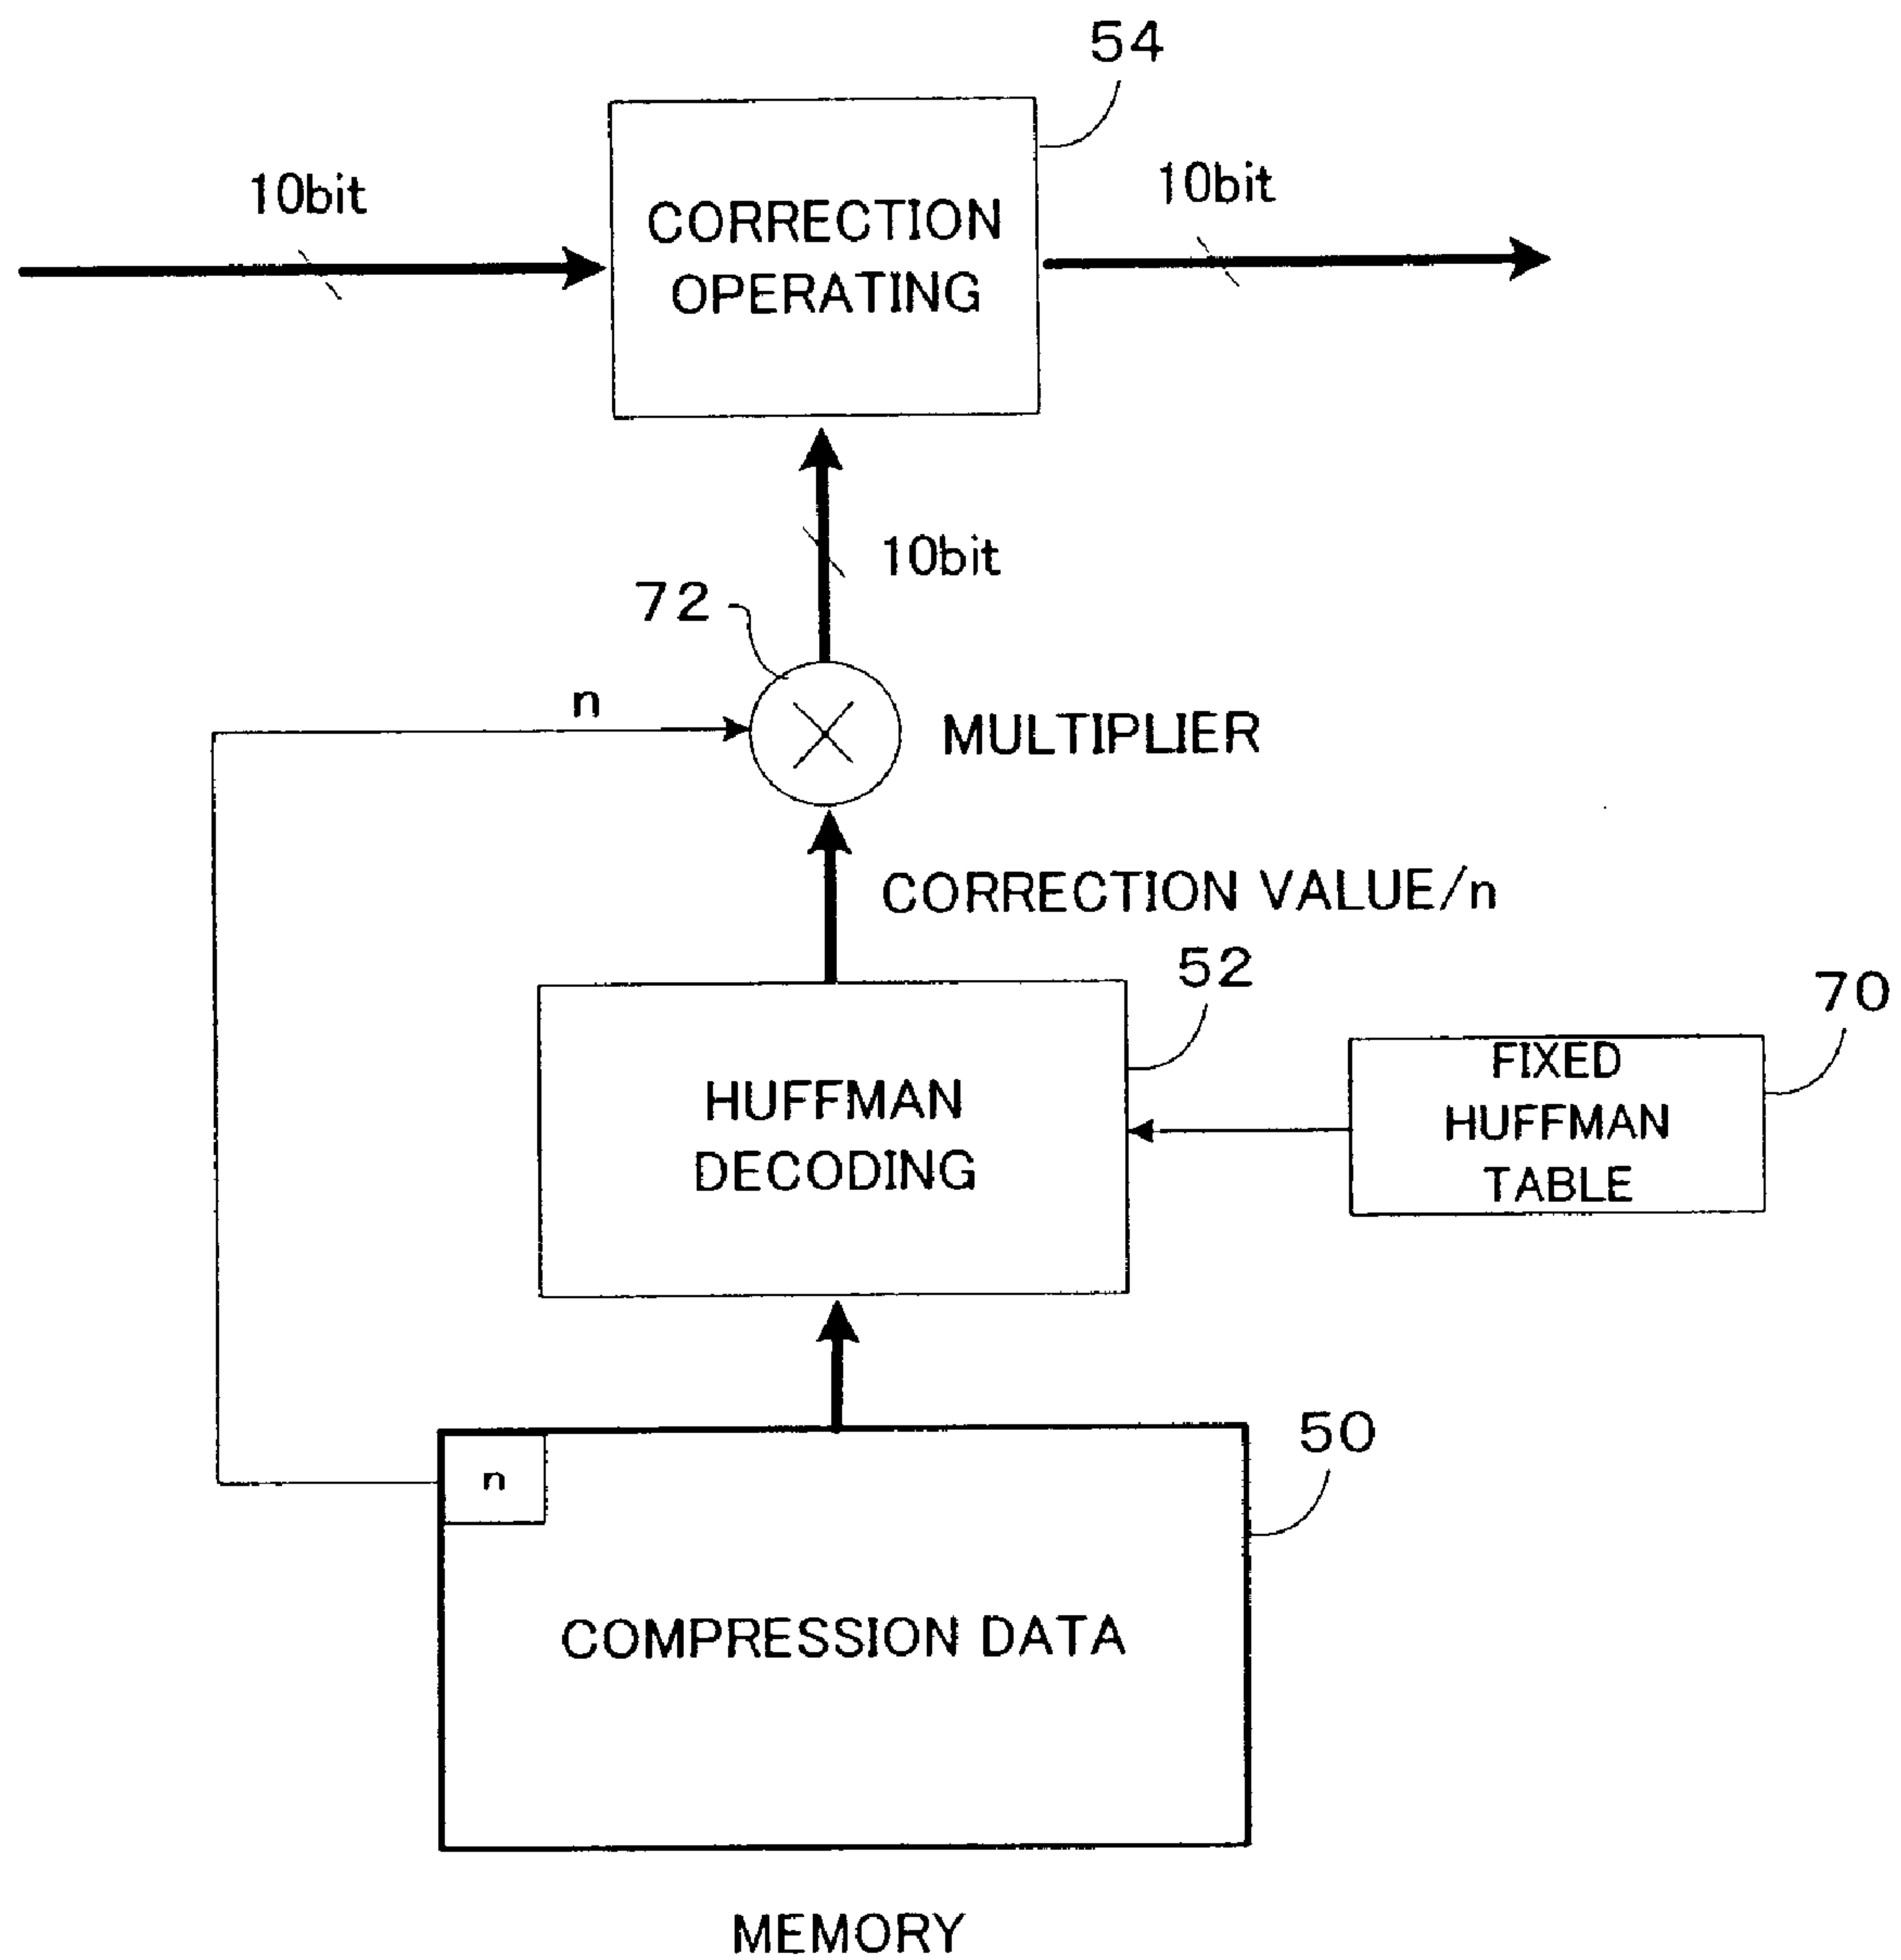 54
10bit
10bit
CORRECTION
OPERATING
10bit
72
n
MULTIPLIER
CORRECTION VALUE/n
52
70
FIXED
HUFFMAN
TABLE
HUFFMAN
DECODING
50
n
COMPRESSION DATA
MEMORY